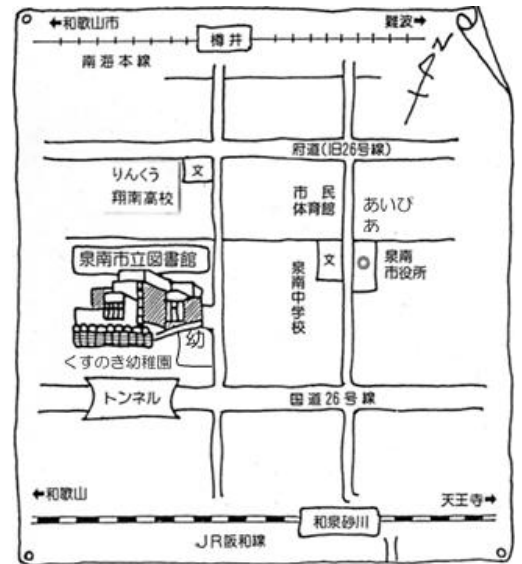 ←和歌山市
難波→
樽井
南海本線
N
府道(旧26号線)
りんくう
翔南高校
文
市民
体育館
あいぴ
あ
泉南市立図書館
泉南中学校
文
◎
泉南
市役所
幼
くすのき幼稚園
トンネル
国道26号線
←和歌山
天王寺→
和泉砂川
JR阪和線